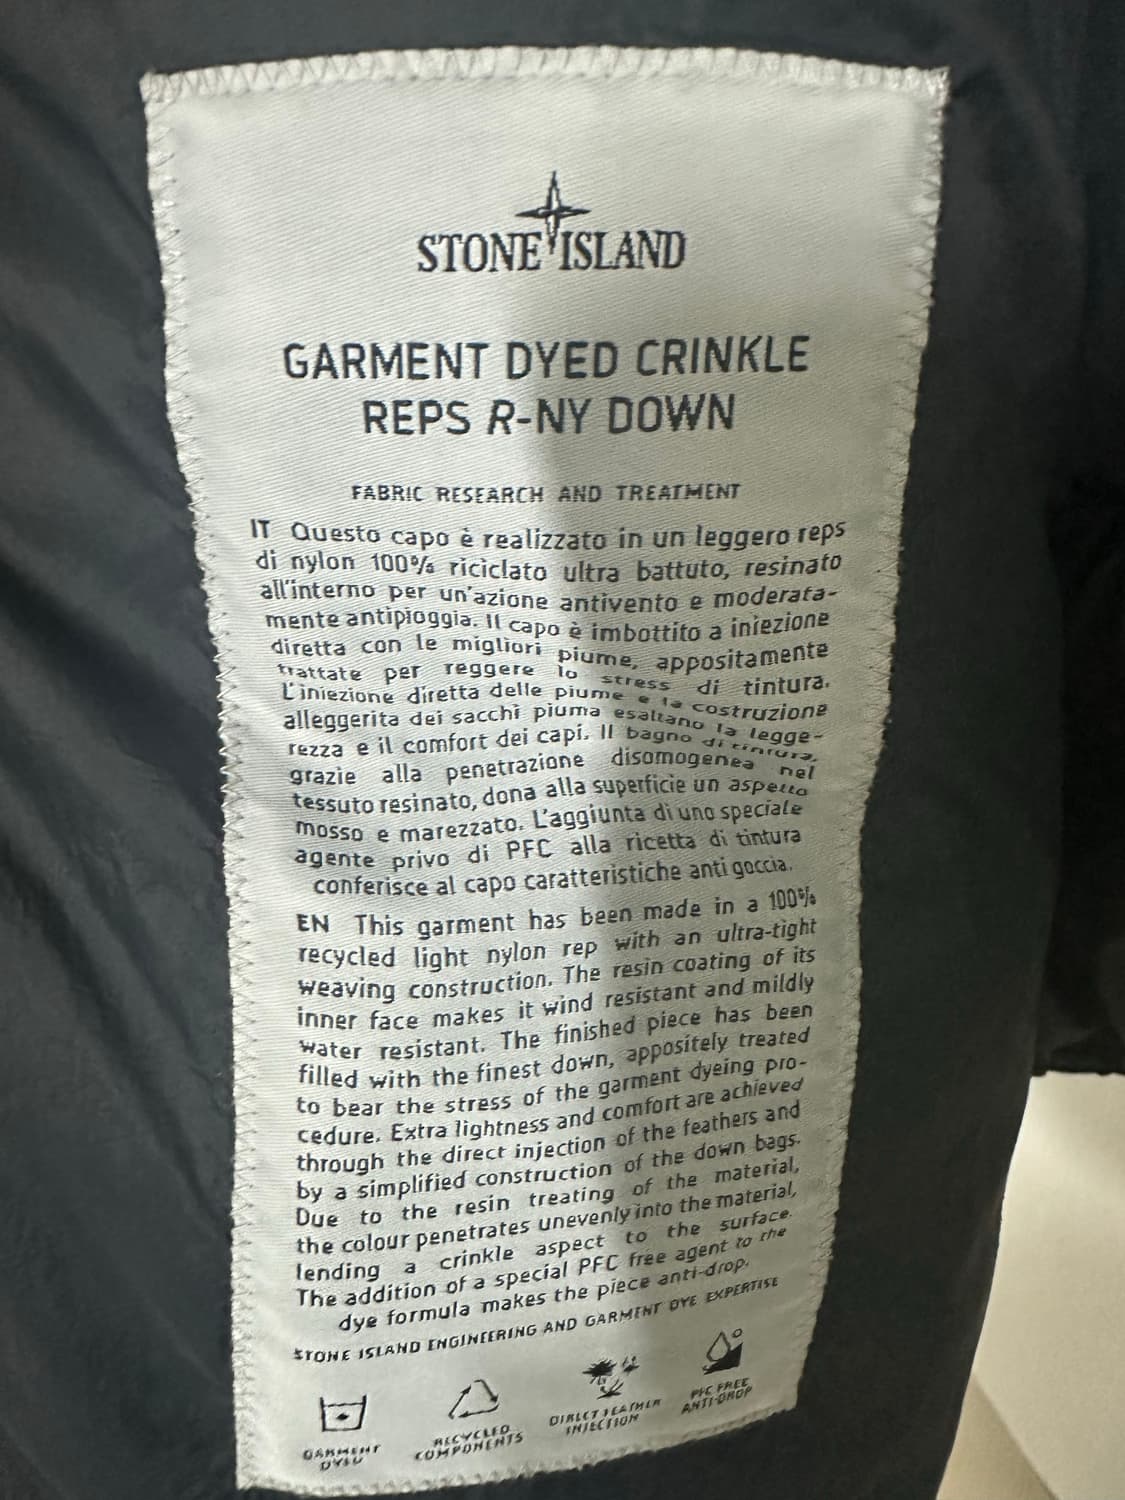 STONE ISLAND
GARMENT DYED CRINKLE
REPS R-NY DOWN
FABRIC RESEARCH AND TREATMENT
IT Questo capo è realizzato in un leggero reps
di nylon 100% riciclato ultra battuto, resinato
all'interno per un'azione antivento e moderata-
mente antipioggia. Il capo è imbottito a iniezione
diretta con le migliori piume, appositamente
trattate per reggere lo stress di tintura.
L'iniezione diretta delle piume e la costruzione
alleggerita dei sacchi piuma esaltano la legge-
rezza e il comfort dei capi. Il bagno di tintura,
grazie alla penetrazione disomogenea nel
tessuto resinato, dona alla superficie un aspetto
mosso e marezzato. L'aggiunta di uno speciale
agente privo di PFC alla ricetta di tintura
conferisce al capo caratteristiche anti goccia.
EN This garment has been made in a 100%
recycled light nylon rep with an ultra-tight
weaving construction. The resin coating of its
inner face makes it wind resistant and mildly
water resistant. The finished piece has been
filled with the finest down, appositely treated
to bear the stress of the garment dyeing pro-
cedure. Extra lightness and comfort are achieved
through the direct injection of the feathers and
by a simplified construction of the down bags.
Due to the resin treating of the material,
the colour penetrates unevenly into the material,
lending a crinkle aspect to the surface.
The addition of a special PFC free agent to the
dye formula makes the piece anti-drop.
STONE ISLAND ENGINEERING AND GARMENT DYE EXPERTISE
GARMENT
DYED
RECYCLED
COMPONENTS
DIRECT FEATHER
INJECTION
PFC FREE
ANTI-DROP